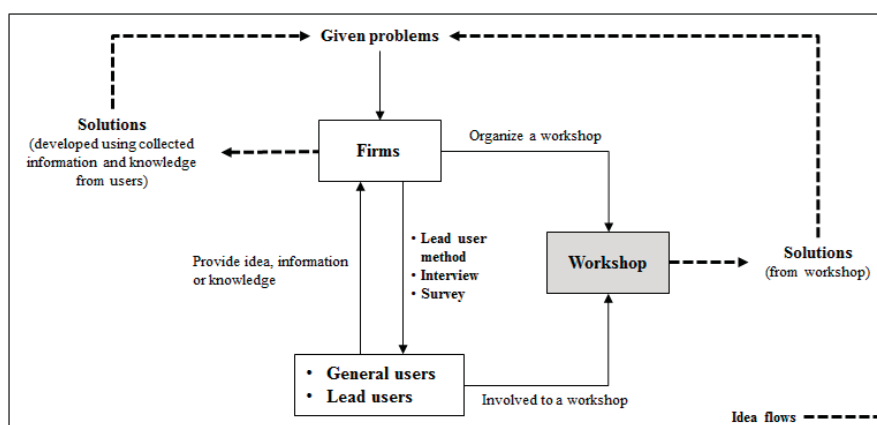 Given problems
Solutions
(developed using collected
information and knowledge
from users)
Firms
Organize a workshop
Provide idea, information
or knowledge
• Lead user
method
• Interview
• Survey
Workshop
Solutions
(from workshop)
• General users
• Lead users
Involved to a workshop
Idea flows